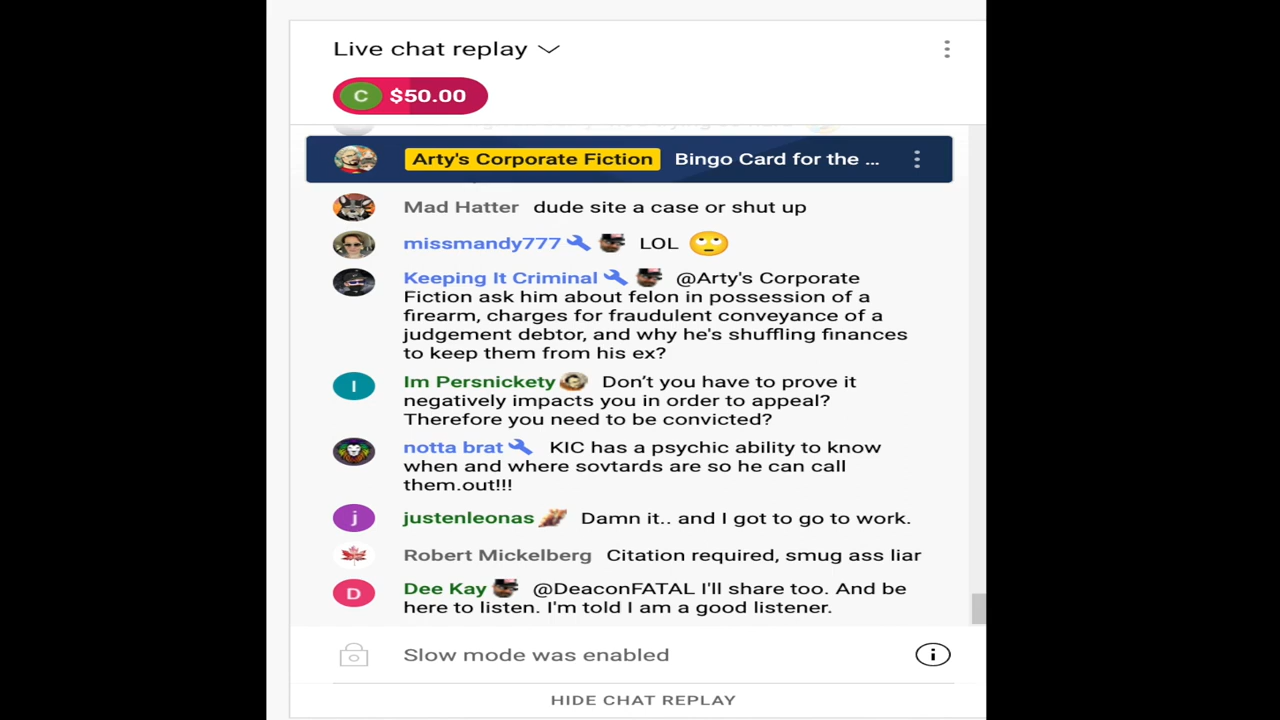 Live chat replay
C $50.00
Arty's Corporate Fiction Bingo Card for the ...
Mad Hatter dude site a case or shut up
missmandy777 LOL
Keeping It Criminal @Arty's Corporate
Fiction ask him about felon in possession of a
firearm, charges for fraudulent conveyance of a
judgement debtor, and why he's shuffling finances
to keep them from his ex?
I Im Persnickety Don’t you have to prove it
negatively impacts you in order to appeal?
Therefore you need to be convicted?
notta brat KIC has a psychic ability to know
when and where sovtards are so he can call
them.out!!!
j justenleonas Damn it.. and I got to go to work.
Robert Mickelberg Citation required, smug ass liar
D Dee Kay @DeaconFATAL I'll share too. And be
here to listen. I'm told I am a good listener.
Slow mode was enabled
HIDE CHAT REPLAY